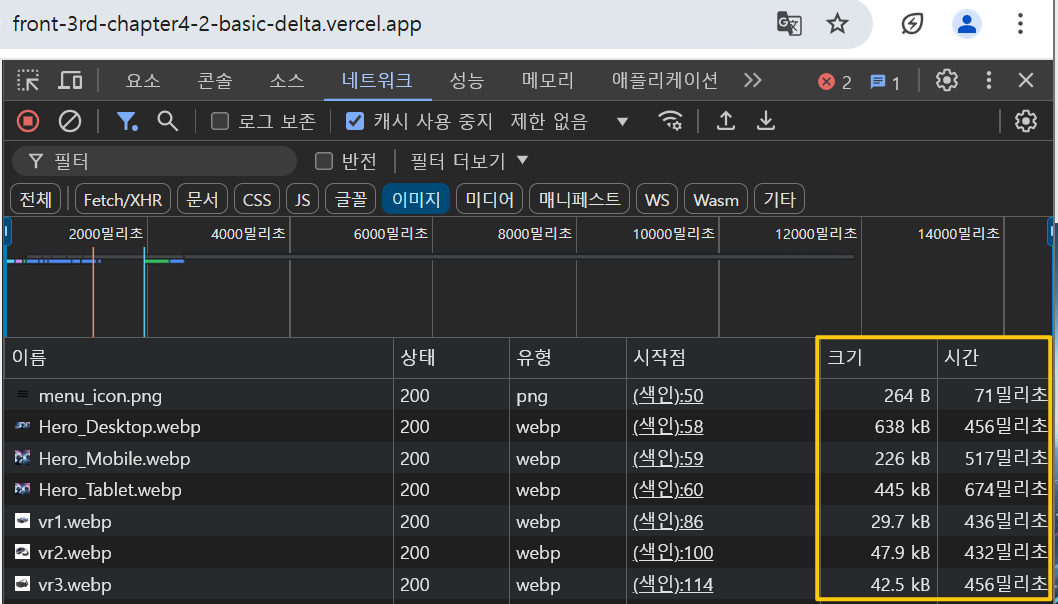 front-3rd-chapter4-2-basic-delta.vercel.app
요소 콘솔 소스 네트워크 성능 메모리 애플리케이션 2 1
로그 보존 캐시 사용 중지 제한 없음
필터 반전 필터 더보기
전체 Fetch/XHR 문서 CSS JS 글꼴 이미지 미디어 매니페스트 WS Wasm 기타
2000밀리초 4000밀리초 6000밀리초 8000밀리초 10000밀리초 12000밀리초 14000밀리초
이름 상태 유형 시작점 크기 시간
menu_icon.png 200 png (색인):50 264 B 71밀리초
Hero_Desktop.webp 200 webp (색인):58 638 kB 456밀리초
Hero_Mobile.webp 200 webp (색인):59 226 kB 517밀리초
Hero_Tablet.webp 200 webp (색인):60 445 kB 674밀리초
vr1.webp 200 webp (색인):86 29.7 kB 436밀리초
vr2.webp 200 webp (색인):100 47.9 kB 432밀리초
vr3.webp 200 webp (색인):114 42.5 kB 456밀리초